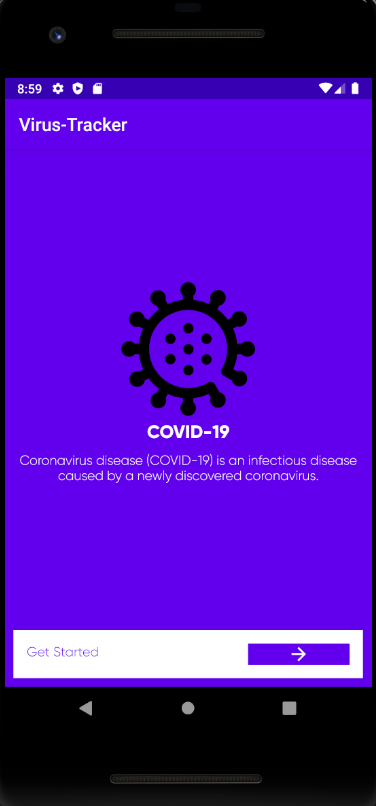 8:59
Virus-Tracker
COVID-19
Coronavirus disease (COVID-19) is an infectious disease
caused by a newly discovered coronavirus.
Get Started